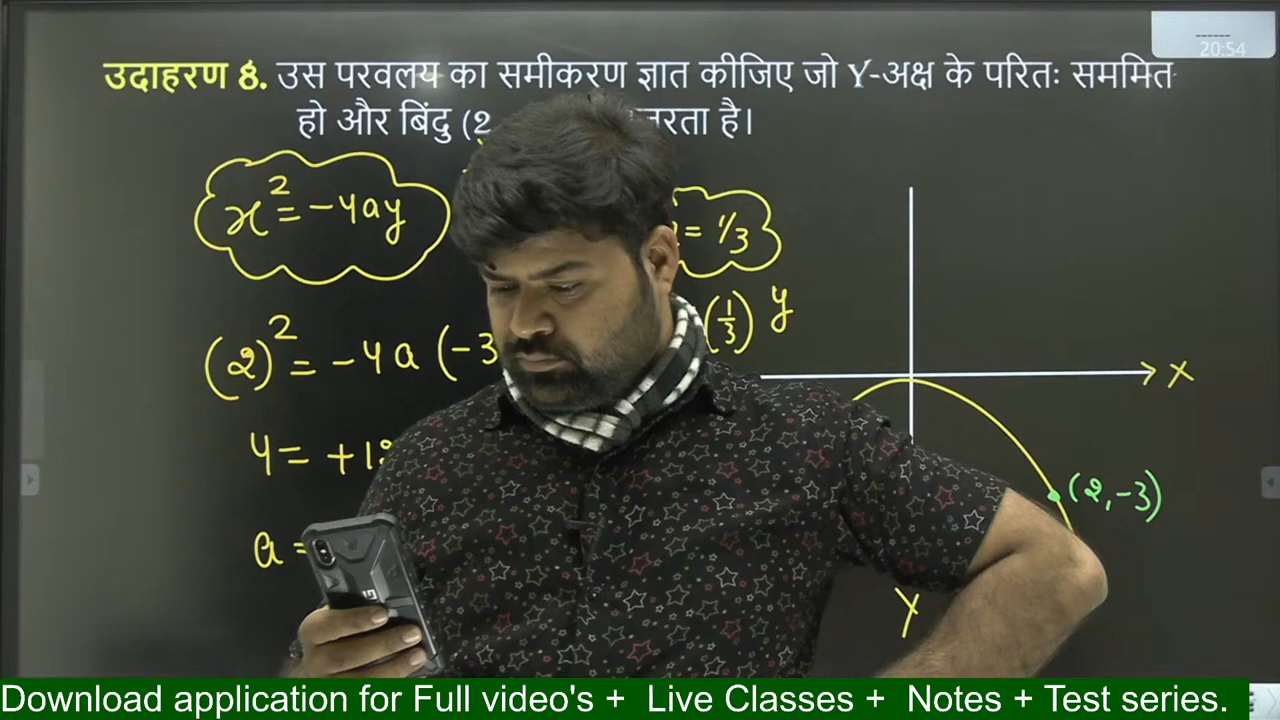 20:54
उदाहरण 8. उस परवलय का समीकरण ज्ञात कीजिए जो Y-अक्ष के परितः सममित
हो और बिंदु (2
है।
x² = -4ay
= 1/3
(1/3) y
(2)² = -4a (-3
4 = +1
a =
X
(2, -3)
Y
Download application for Full video's + Live Classes + Notes + Test series.